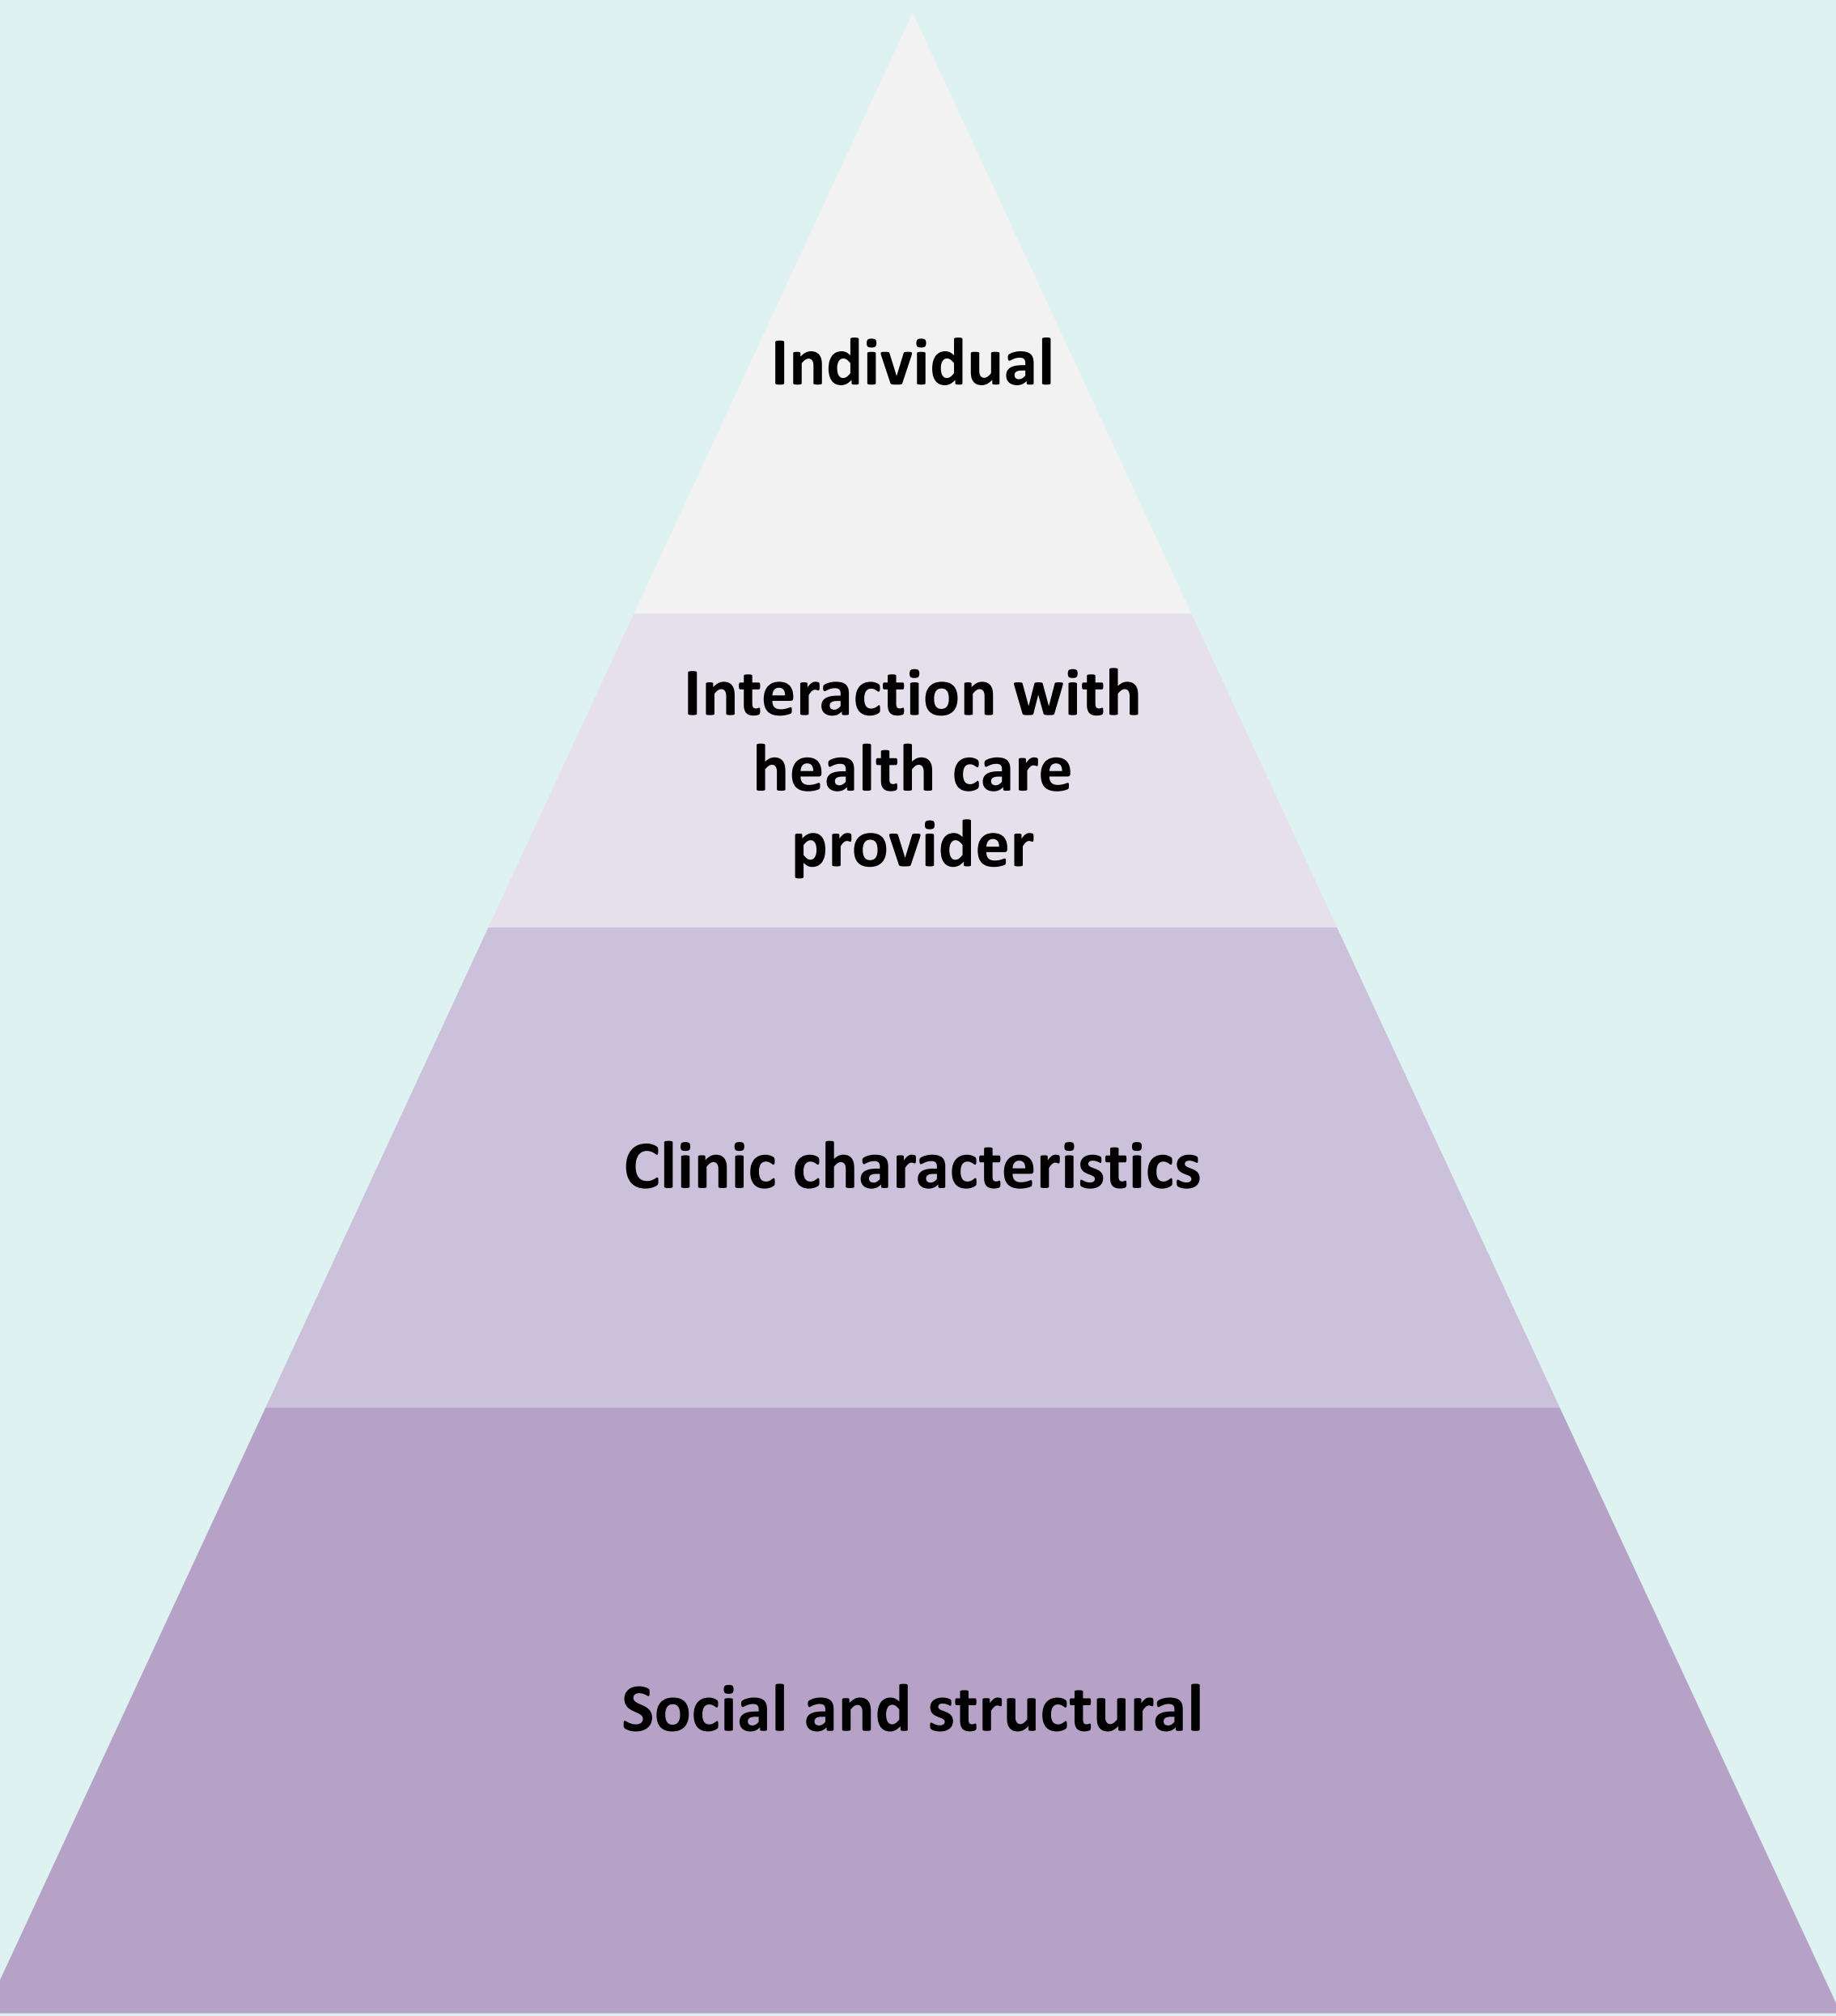 Individual
Interaction with
health care
provider
Clinic characteristics
Social and structural